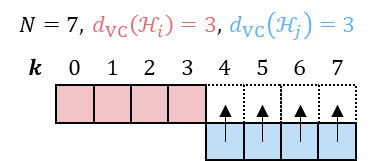 N = 7, d_VC(ℋ_i) = 3, d_VC(ℋ_j) = 3
k 0 1 2 3 4 5 6 7